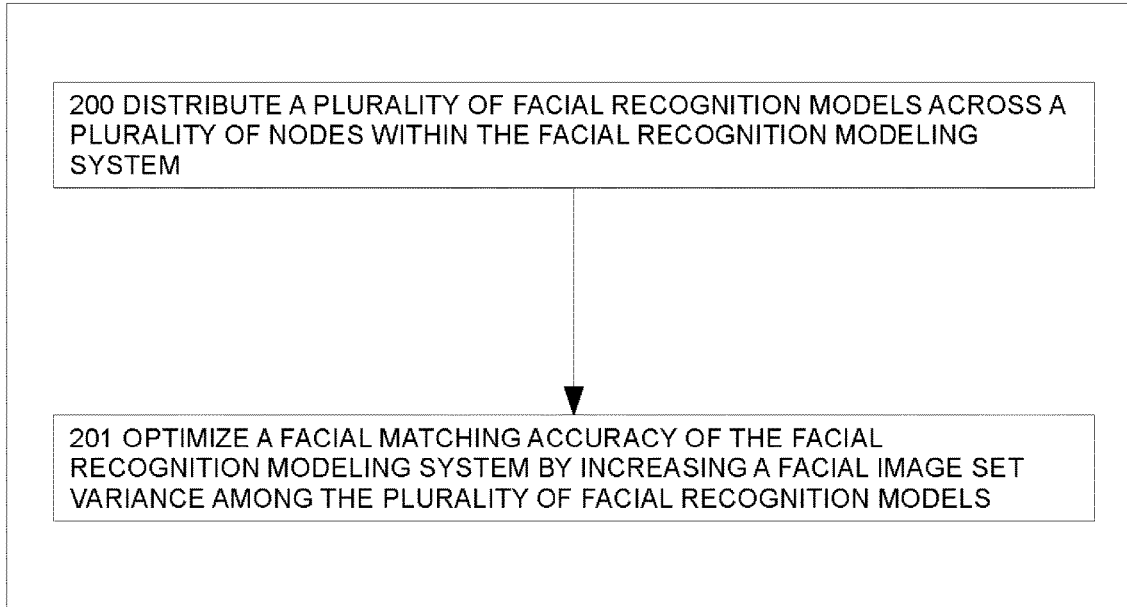 200 DISTRIBUTE A PLURALITY OF FACIAL RECOGNITION MODELS ACROSS A
PLURALITY OF NODES WITHIN THE FACIAL RECOGNITION MODELING
SYSTEM
201 OPTIMIZE A FACIAL MATCHING ACCURACY OF THE FACIAL
RECOGNITION MODELING SYSTEM BY INCREASING A FACIAL IMAGE SET
VARIANCE AMONG THE PLURALITY OF FACIAL RECOGNITION MODELS